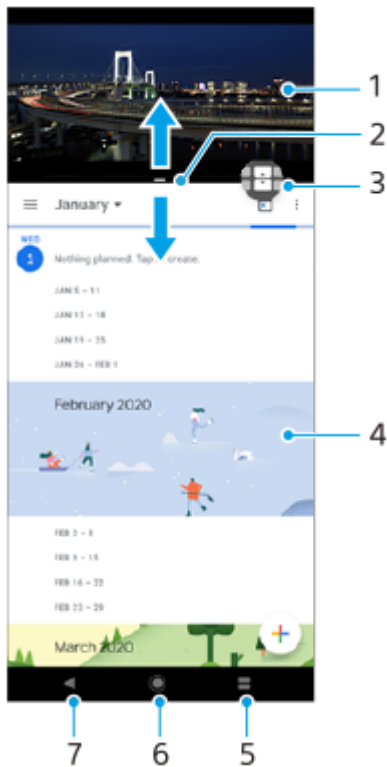 1
2
3
January
WED
1
Nothing planned. Tap to create.
JAN 5 – 11
JAN 12 – 18
JAN 19 – 25
JAN 26 – FEB 1
February 2020
4
FEB 2 – 8
FEB 9 – 15
FEB 16 – 22
FEB 23 – 29
March 2020
7
6
5